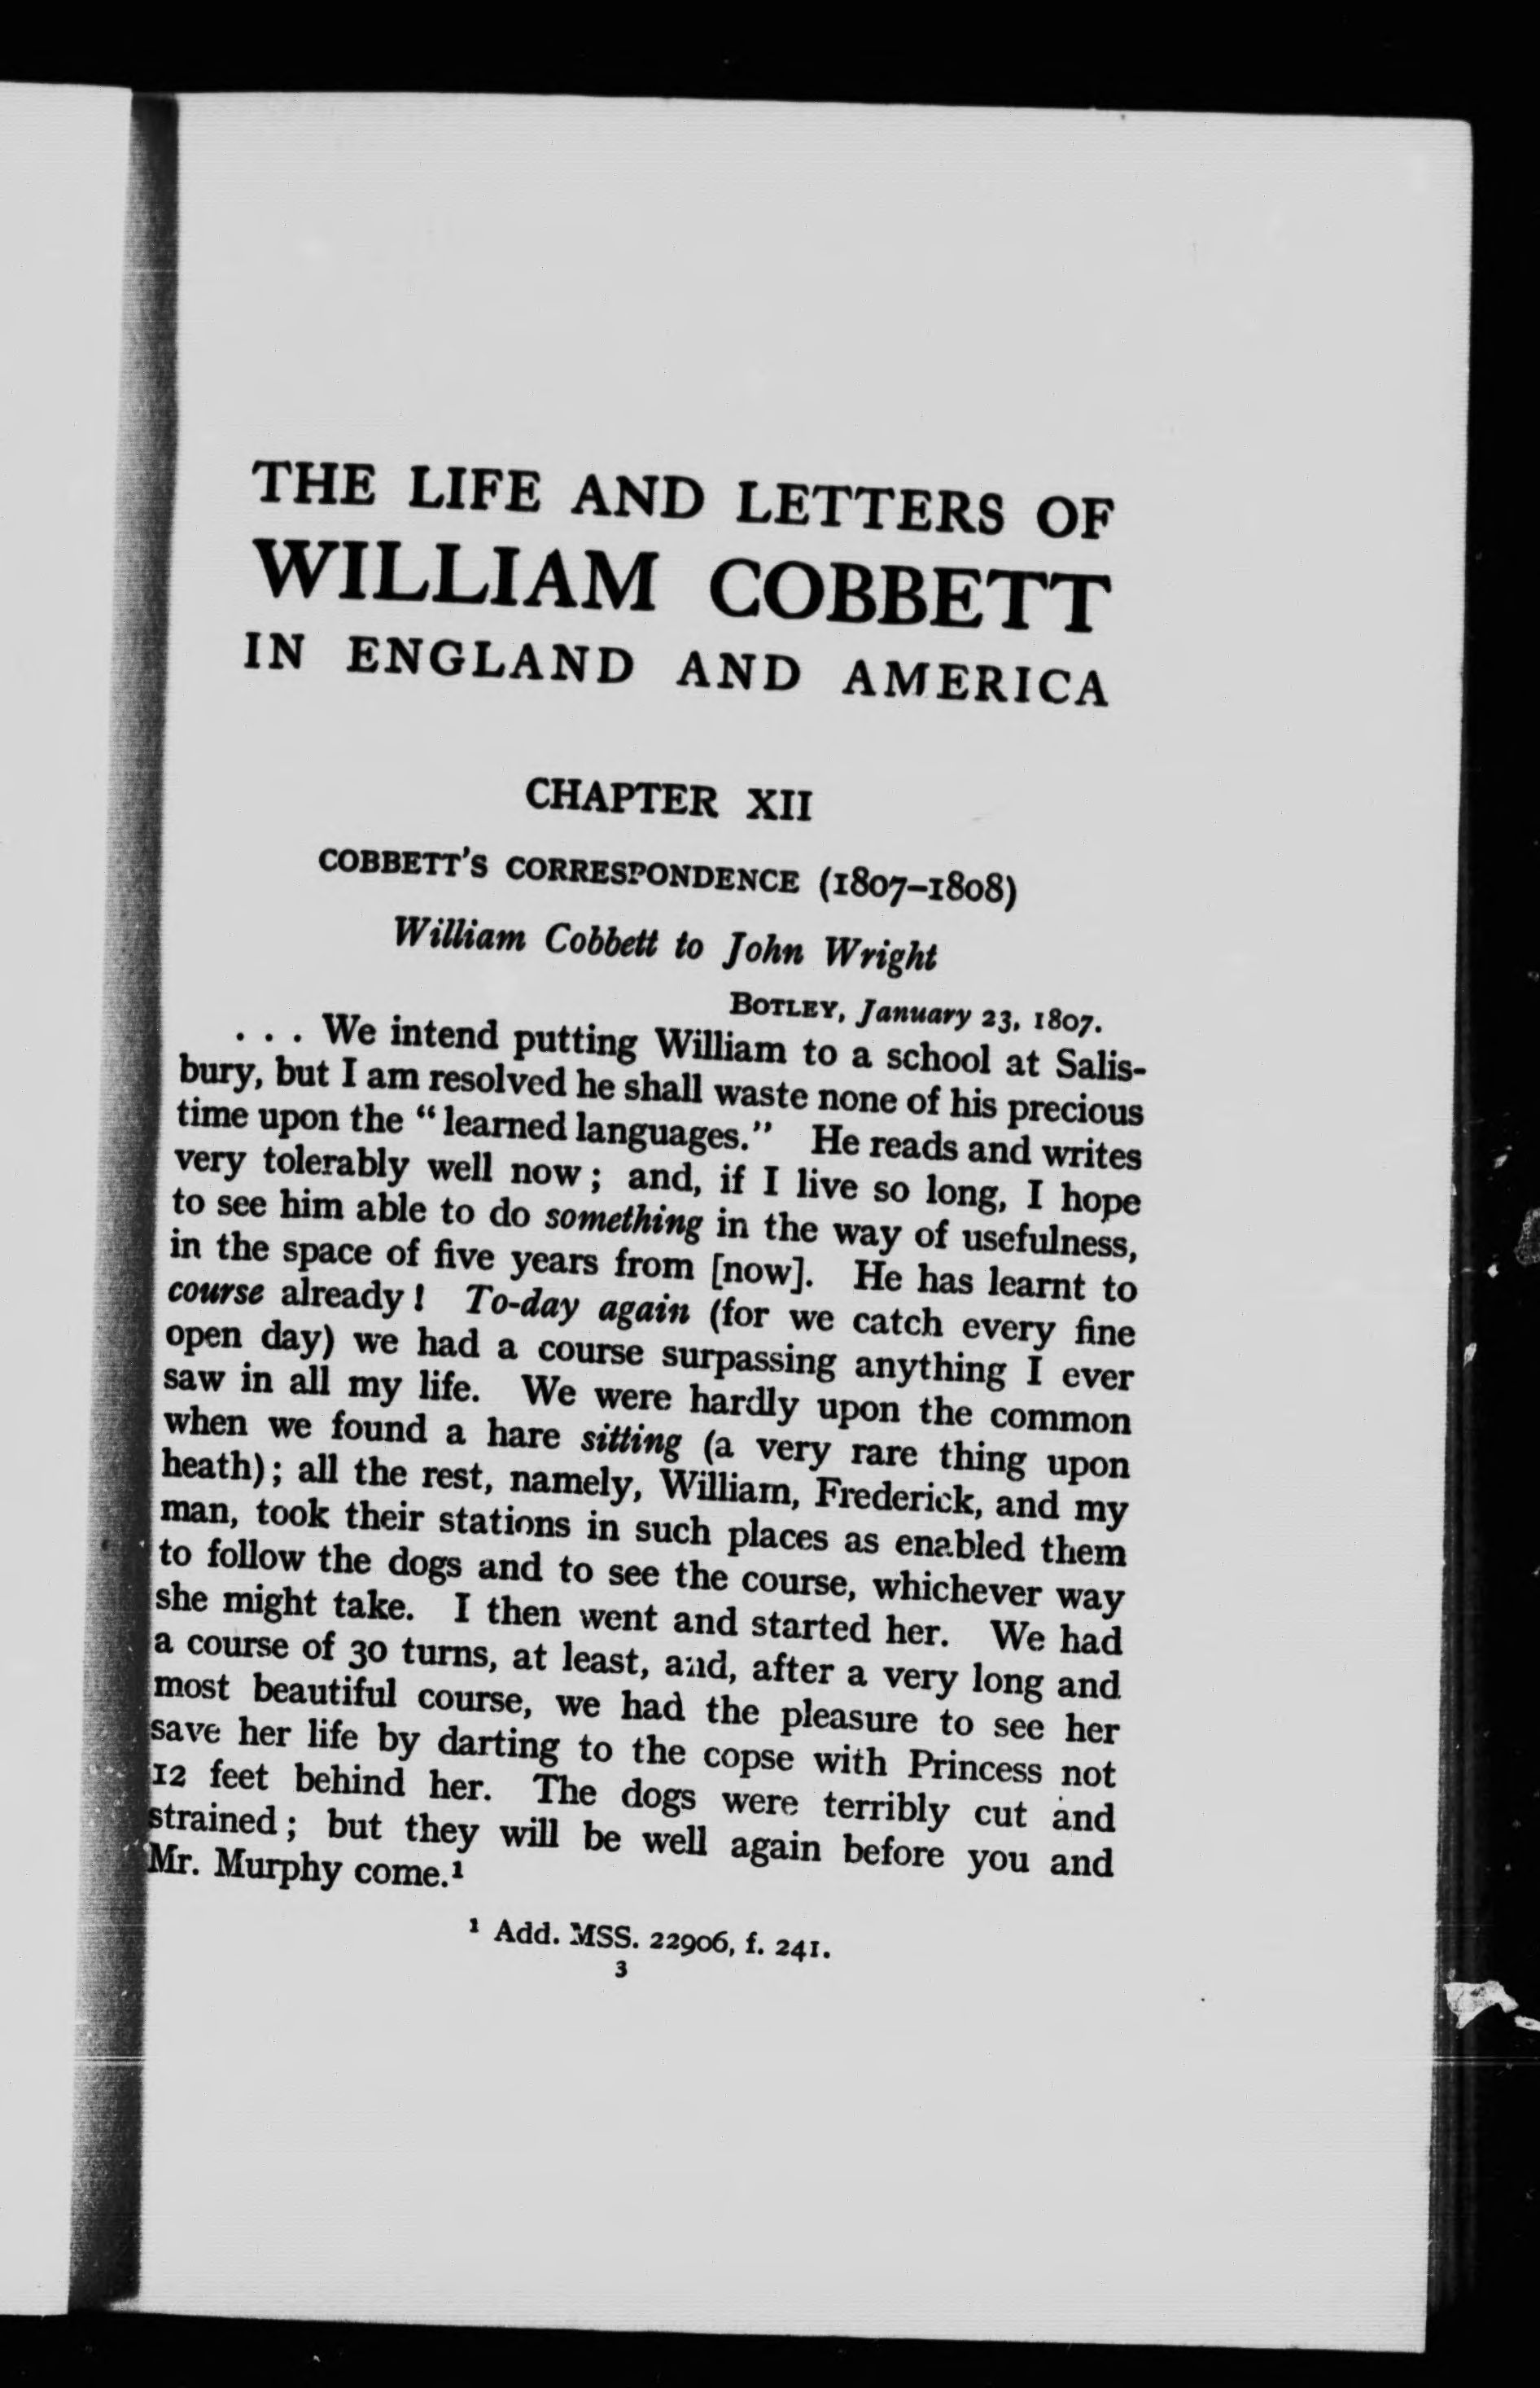 THE LIFE AND LETTERS OF
WILLIAM COBBETT
IN ENGLAND AND AMERICA
CHAPTER XII
COBBETT'S CORRESPONDENCE (1807–1808)
William Cobbett to John Wright
BOTLEY, January 23, 1807.
. . . We intend putting William to a school at Salis-
bury, but I am resolved he shall waste none of his precious
time upon the “learned languages.” He reads and writes
very tolerably well now; and, if I live so long, I hope
to see him able to do something in the way of usefulness,
in the space of five years from [now]. He has learnt to
course already! To-day again (for we catch every fine
open day) we had a course surpassing anything I ever
saw in all my life. We were hardly upon the common
when we found a hare sitting (a very rare thing upon
heath); all the rest, namely, William, Frederick, and my
man, took their stations in such places as enabled them
to follow the dogs and to see the course, whichever way
she might take. I then went and started her. We had
a course of 30 turns, at least, and, after a very long and
most beautiful course, we had the pleasure to see her
save her life by darting to the copse with Princess not
12 feet behind her. The dogs were terribly cut and
strained; but they will be well again before you and
Mr. Murphy come.¹
¹ Add. MSS. 22906, f. 241.
3